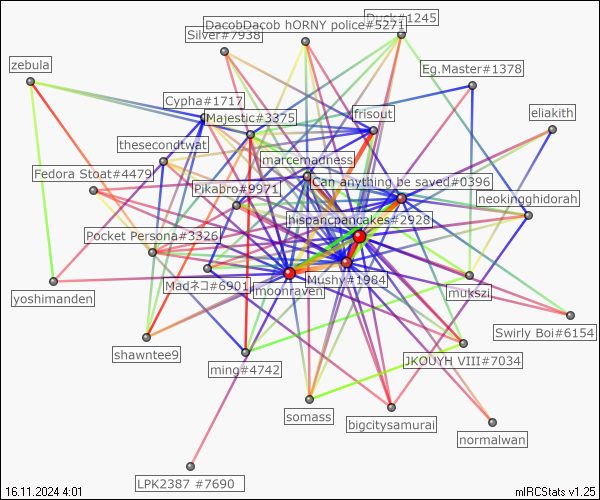 Duck#1245
DacobDacob hORNY police#5271
Silver#7938
zebula
Eg.Master#1378
Cypha#1717
Majestic#3375
frisout
eliakith
thesecondtwat
marcemadness
Fedora Stoat#4479
Pikabro#9971
Can anything be saved#0396
neokingghidorah
hispancpancakes#2928
Pocket Persona#3326
Madネコ#6901
moonraven
Mushy#1984
mukszi
yoshimanden
Swirly Boi#6154
shawntee9
ming#4742
JKOUYH VIII#7034
somass
bigcitysamurai
normalwan
LPK2387 #7690
16.11.2024 4:01
mIRCStats v1.25